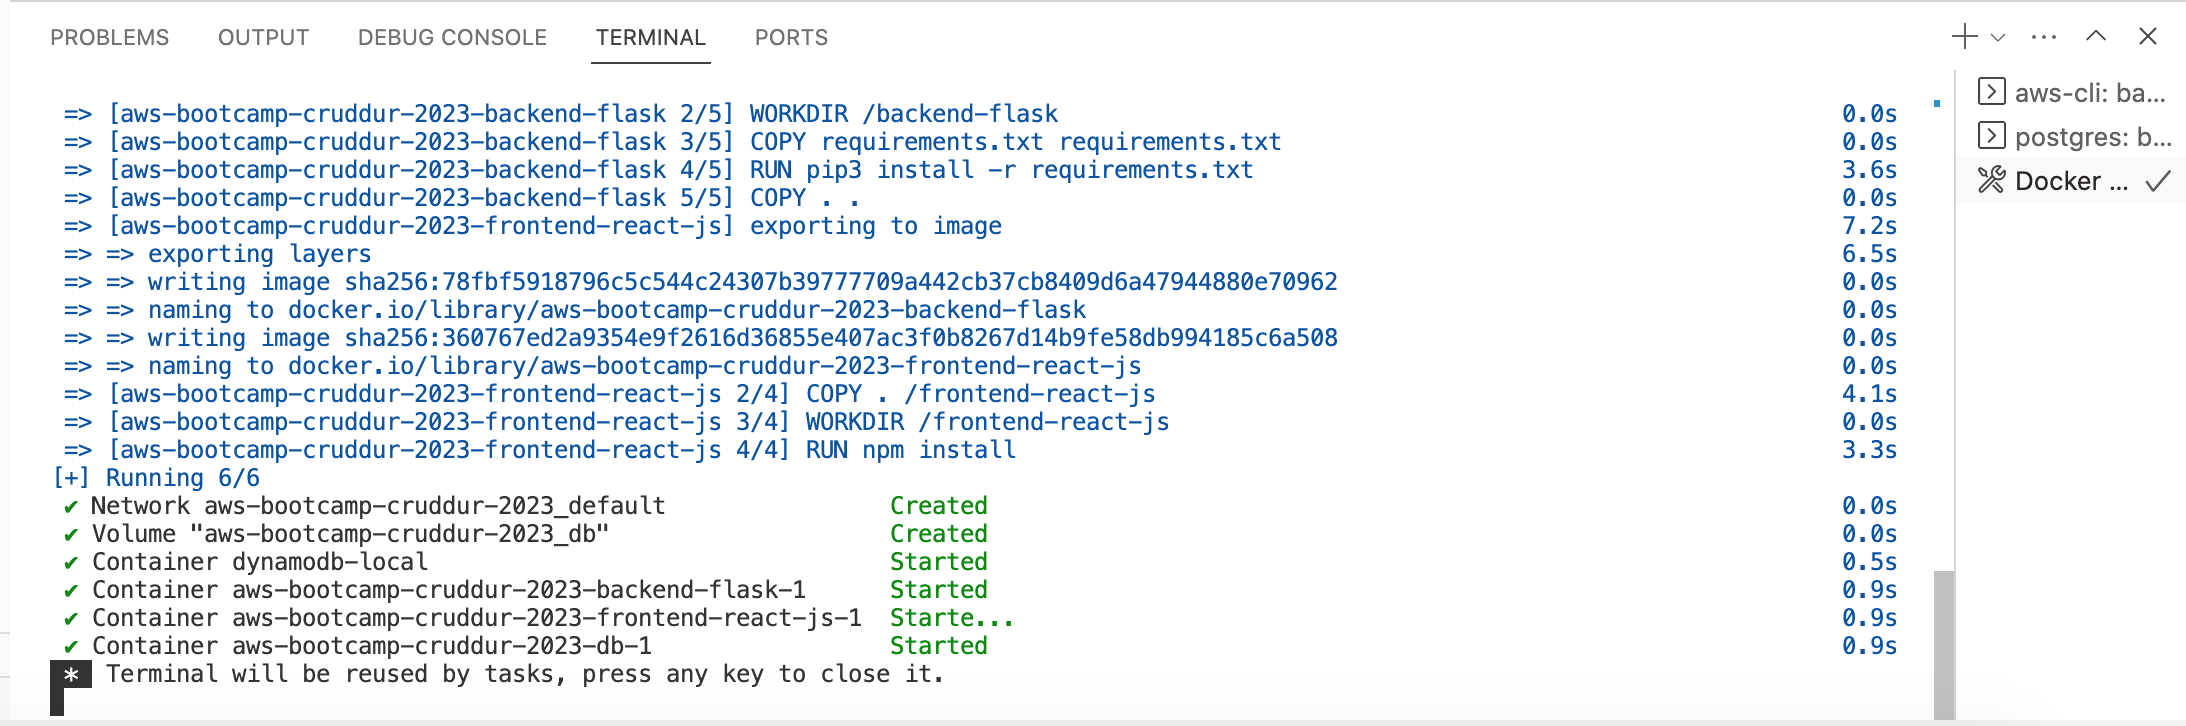 PROBLEMS OUTPUT DEBUG CONSOLE TERMINAL PORTS
=> [aws-bootcamp-cruddur-2023-backend-flask 2/5] WORKDIR /backend-flask 0.0s
=> [aws-bootcamp-cruddur-2023-backend-flask 3/5] COPY requirements.txt requirements.txt 0.0s
=> [aws-bootcamp-cruddur-2023-backend-flask 4/5] RUN pip3 install -r requirements.txt 3.6s
=> [aws-bootcamp-cruddur-2023-backend-flask 5/5] COPY . . 0.0s
=> [aws-bootcamp-cruddur-2023-frontend-react-js] exporting to image 7.2s
=> => exporting layers 6.5s
=> => writing image sha256:78fbf5918796c5c544c24307b39777709a442cb37cb8409d6a47944880e70962 0.0s
=> => naming to docker.io/library/aws-bootcamp-cruddur-2023-backend-flask 0.0s
=> => writing image sha256:360767ed2a9354e9f2616d36855e407ac3f0b8267d14b9fe58db994185c6a508 0.0s
=> => naming to docker.io/library/aws-bootcamp-cruddur-2023-frontend-react-js 0.0s
=> [aws-bootcamp-cruddur-2023-frontend-react-js 2/4] COPY . /frontend-react-js 4.1s
=> [aws-bootcamp-cruddur-2023-frontend-react-js 3/4] WORKDIR /frontend-react-js 0.0s
=> [aws-bootcamp-cruddur-2023-frontend-react-js 4/4] RUN npm install 3.3s
[+] Running 6/6
✔ Network aws-bootcamp-cruddur-2023_default Created 0.0s
✔ Volume "aws-bootcamp-cruddur-2023_db" Created 0.0s
✔ Container dynamodb-local Started 0.5s
✔ Container aws-bootcamp-cruddur-2023-backend-flask-1 Started 0.9s
✔ Container aws-bootcamp-cruddur-2023-frontend-react-js-1 Starte... 0.9s
✔ Container aws-bootcamp-cruddur-2023-db-1 Started 0.9s
* Terminal will be reused by tasks, press any key to close it.
aws-cli: ba...
postgres: b...
Docker ...